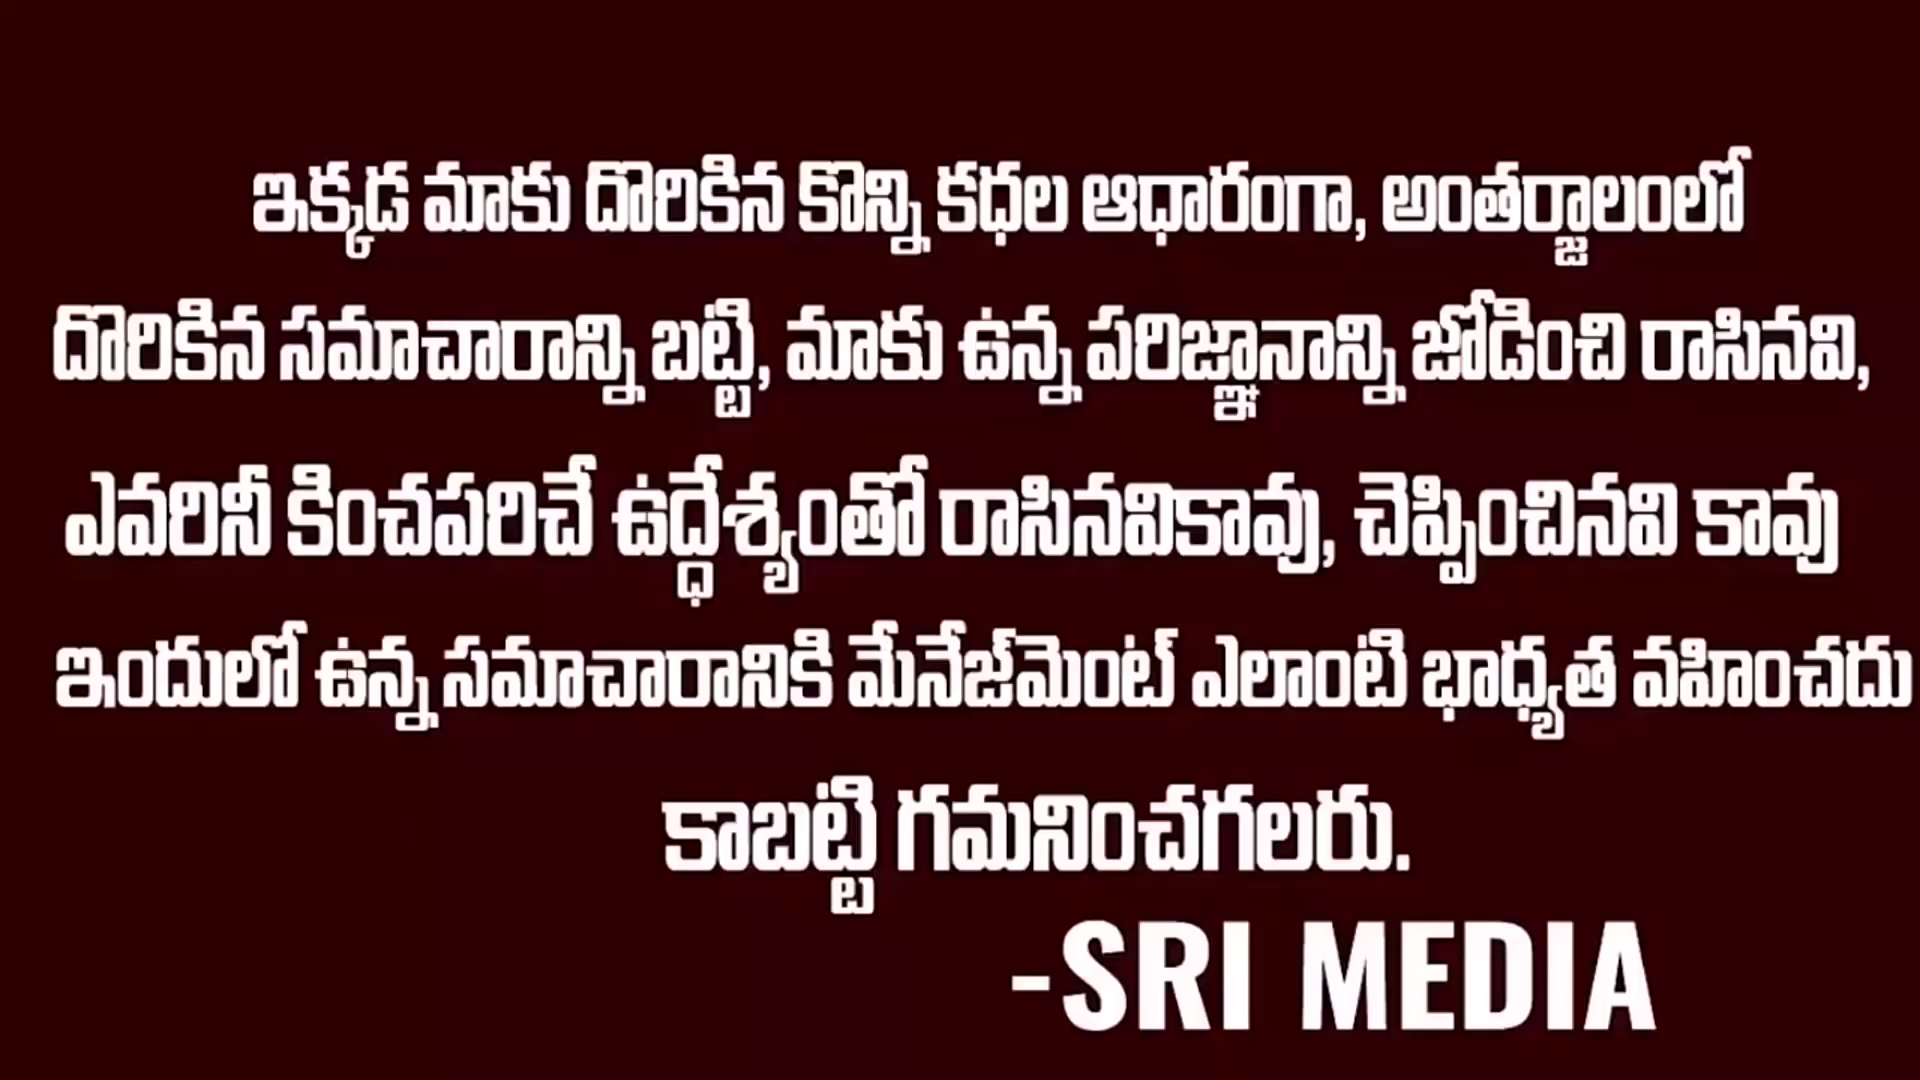 ఇక్కడ మాకు దొరికిన కొన్ని కధల ఆధారంగా, అంతర్జాలంలో
దొరికిన సమాచారాన్ని బట్టి, మాకు ఉన్న పరిజ్ఞానాన్ని జోడించి రాసినవి,
ఎవరినీ కించపరిచే ఉద్ధేశ్యంతో రాసినవికావు, చెప్పించినవి కావు
ఇందులో ఉన్న సమాచారానికి మేనేజ్‌మెంట్ ఎలాంటి భాధ్యత వహించదు
కాబట్టి గమనించగలరు.
-SRI MEDIA